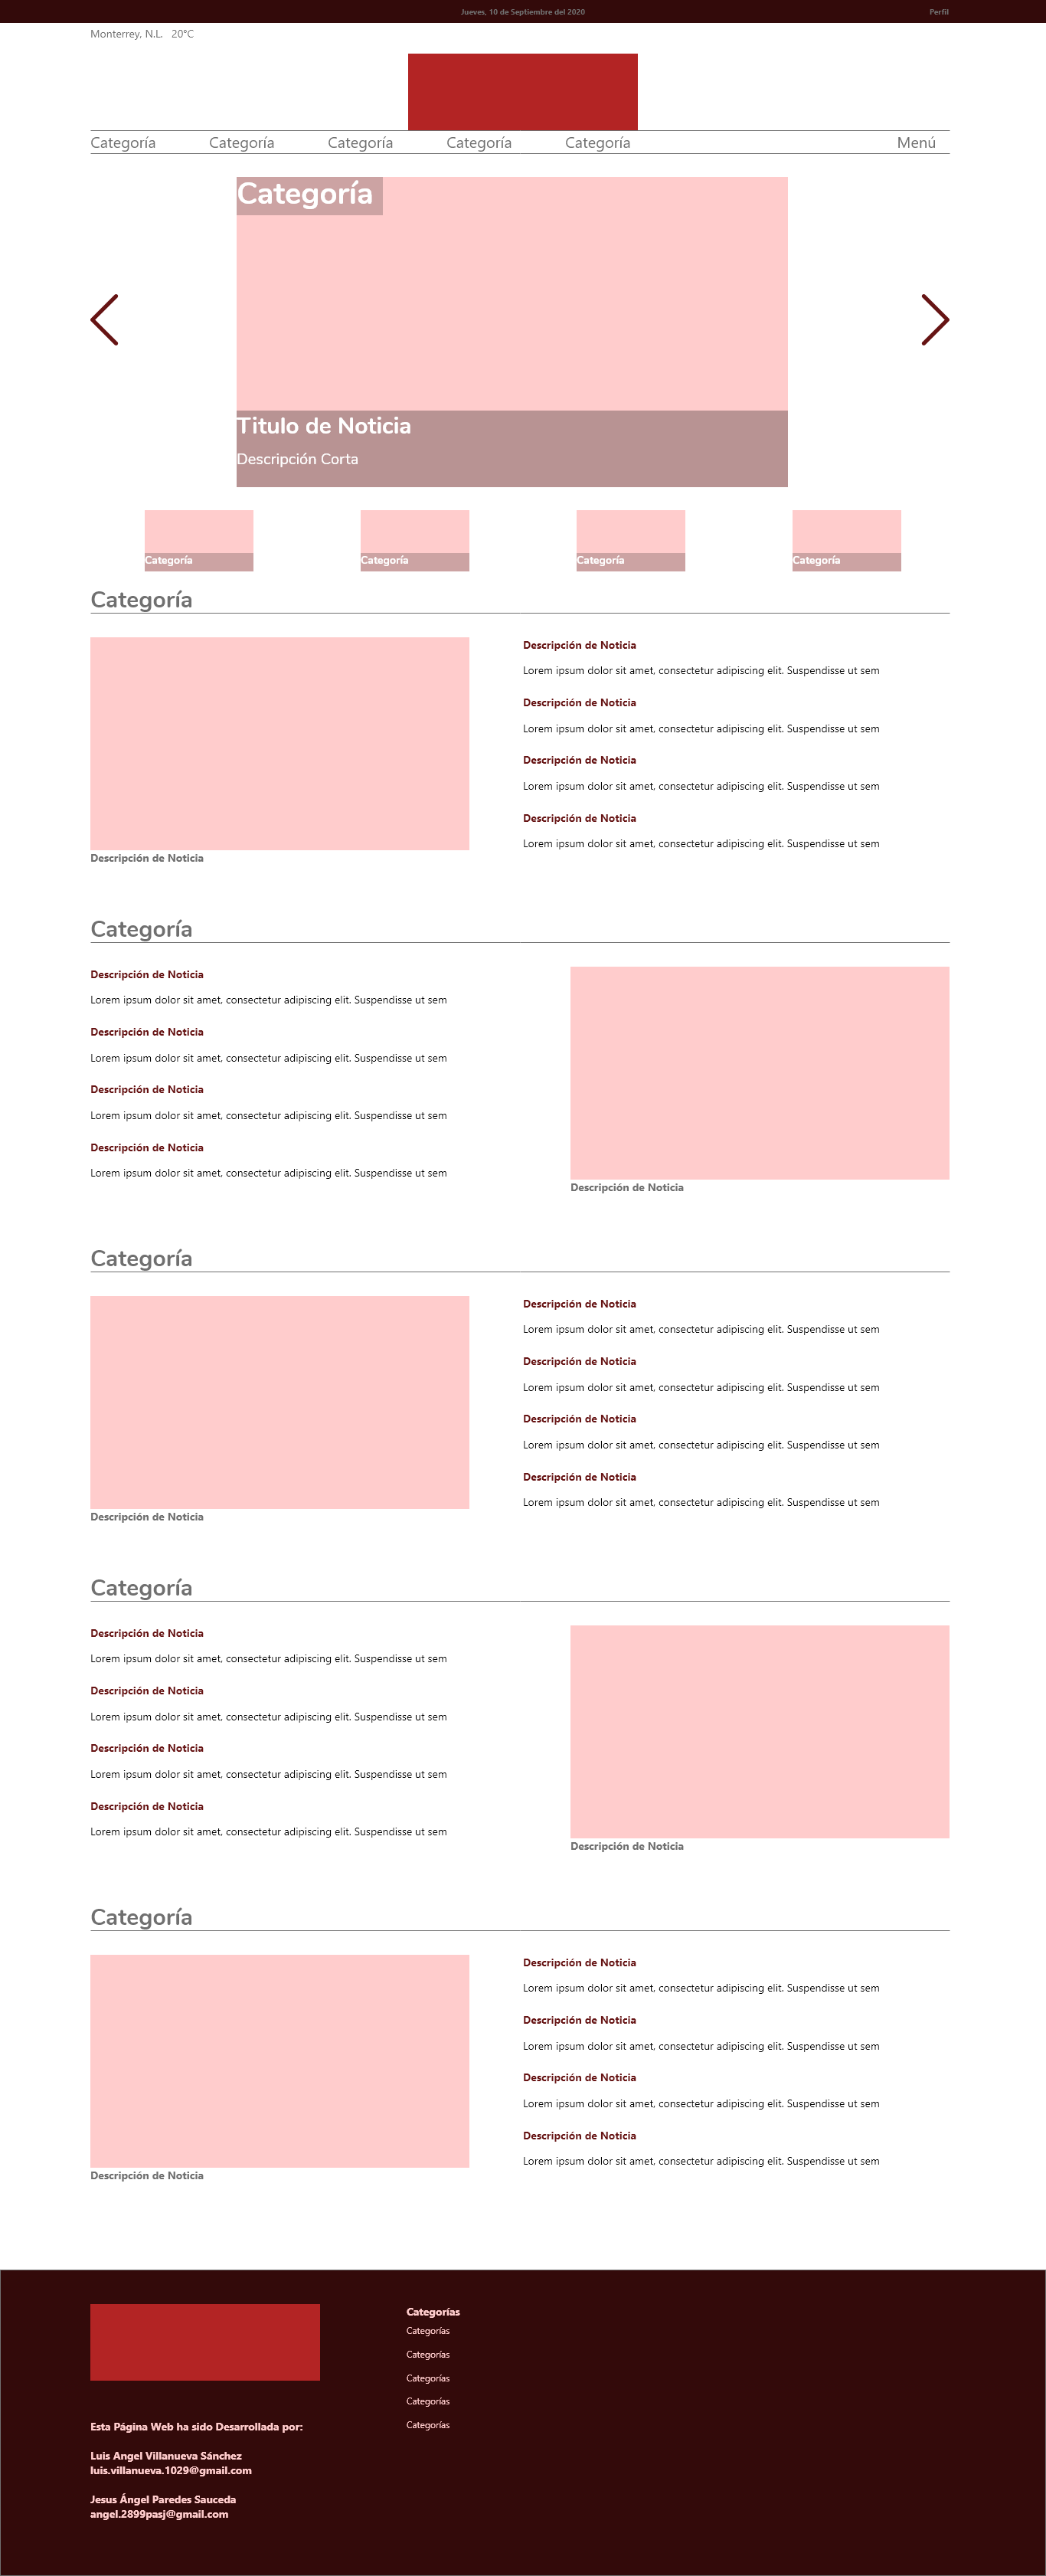 Jueves, 10 de Septiembre del 2020 Perfil
Monterrey, N.L. 20°C
Categoría Categoría Categoría Categoría Categoría Menú
Categoría
Titulo de Noticia
Descripción Corta
Categoría Categoría Categoría Categoría
Categoría
Descripción de Noticia
Lorem ipsum dolor sit amet, consectetur adipiscing elit. Suspendisse ut sem
Descripción de Noticia
Lorem ipsum dolor sit amet, consectetur adipiscing elit. Suspendisse ut sem
Descripción de Noticia
Lorem ipsum dolor sit amet, consectetur adipiscing elit. Suspendisse ut sem
Descripción de Noticia
Lorem ipsum dolor sit amet, consectetur adipiscing elit. Suspendisse ut sem
Descripción de Noticia
Categoría
Descripción de Noticia
Lorem ipsum dolor sit amet, consectetur adipiscing elit. Suspendisse ut sem
Descripción de Noticia
Lorem ipsum dolor sit amet, consectetur adipiscing elit. Suspendisse ut sem
Descripción de Noticia
Lorem ipsum dolor sit amet, consectetur adipiscing elit. Suspendisse ut sem
Descripción de Noticia
Lorem ipsum dolor sit amet, consectetur adipiscing elit. Suspendisse ut sem
Descripción de Noticia
Categoría
Descripción de Noticia
Lorem ipsum dolor sit amet, consectetur adipiscing elit. Suspendisse ut sem
Descripción de Noticia
Lorem ipsum dolor sit amet, consectetur adipiscing elit. Suspendisse ut sem
Descripción de Noticia
Lorem ipsum dolor sit amet, consectetur adipiscing elit. Suspendisse ut sem
Descripción de Noticia
Lorem ipsum dolor sit amet, consectetur adipiscing elit. Suspendisse ut sem
Descripción de Noticia
Categoría
Descripción de Noticia
Lorem ipsum dolor sit amet, consectetur adipiscing elit. Suspendisse ut sem
Descripción de Noticia
Lorem ipsum dolor sit amet, consectetur adipiscing elit. Suspendisse ut sem
Descripción de Noticia
Lorem ipsum dolor sit amet, consectetur adipiscing elit. Suspendisse ut sem
Descripción de Noticia
Lorem ipsum dolor sit amet, consectetur adipiscing elit. Suspendisse ut sem
Descripción de Noticia
Categoría
Descripción de Noticia
Lorem ipsum dolor sit amet, consectetur adipiscing elit. Suspendisse ut sem
Descripción de Noticia
Lorem ipsum dolor sit amet, consectetur adipiscing elit. Suspendisse ut sem
Descripción de Noticia
Lorem ipsum dolor sit amet, consectetur adipiscing elit. Suspendisse ut sem
Descripción de Noticia
Lorem ipsum dolor sit amet, consectetur adipiscing elit. Suspendisse ut sem
Descripción de Noticia
Categorías
Categorías
Categorías
Categorías
Categorías
Categorías
Esta Página Web ha sido Desarrollada por:
Luis Angel Villanueva Sánchez
luis.villanueva.1029@gmail.com
Jesus Ángel Paredes Sauceda
angel.2899pasj@gmail.com